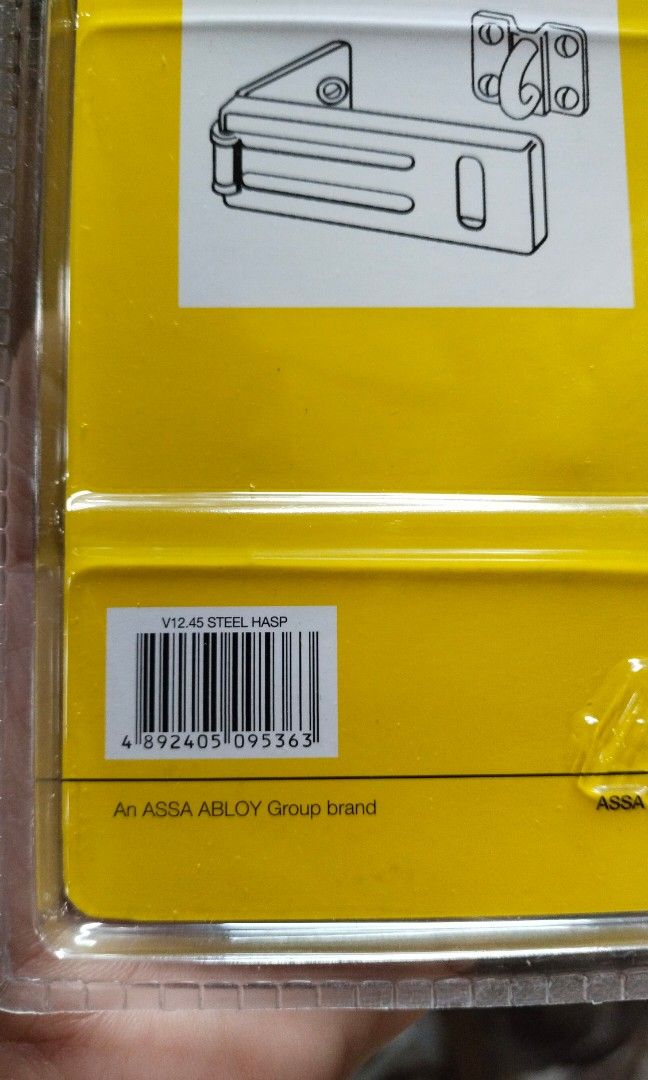 V12.45 STEEL HASP
4 892405 095363
An ASSA ABLOY Group brand
ASSA